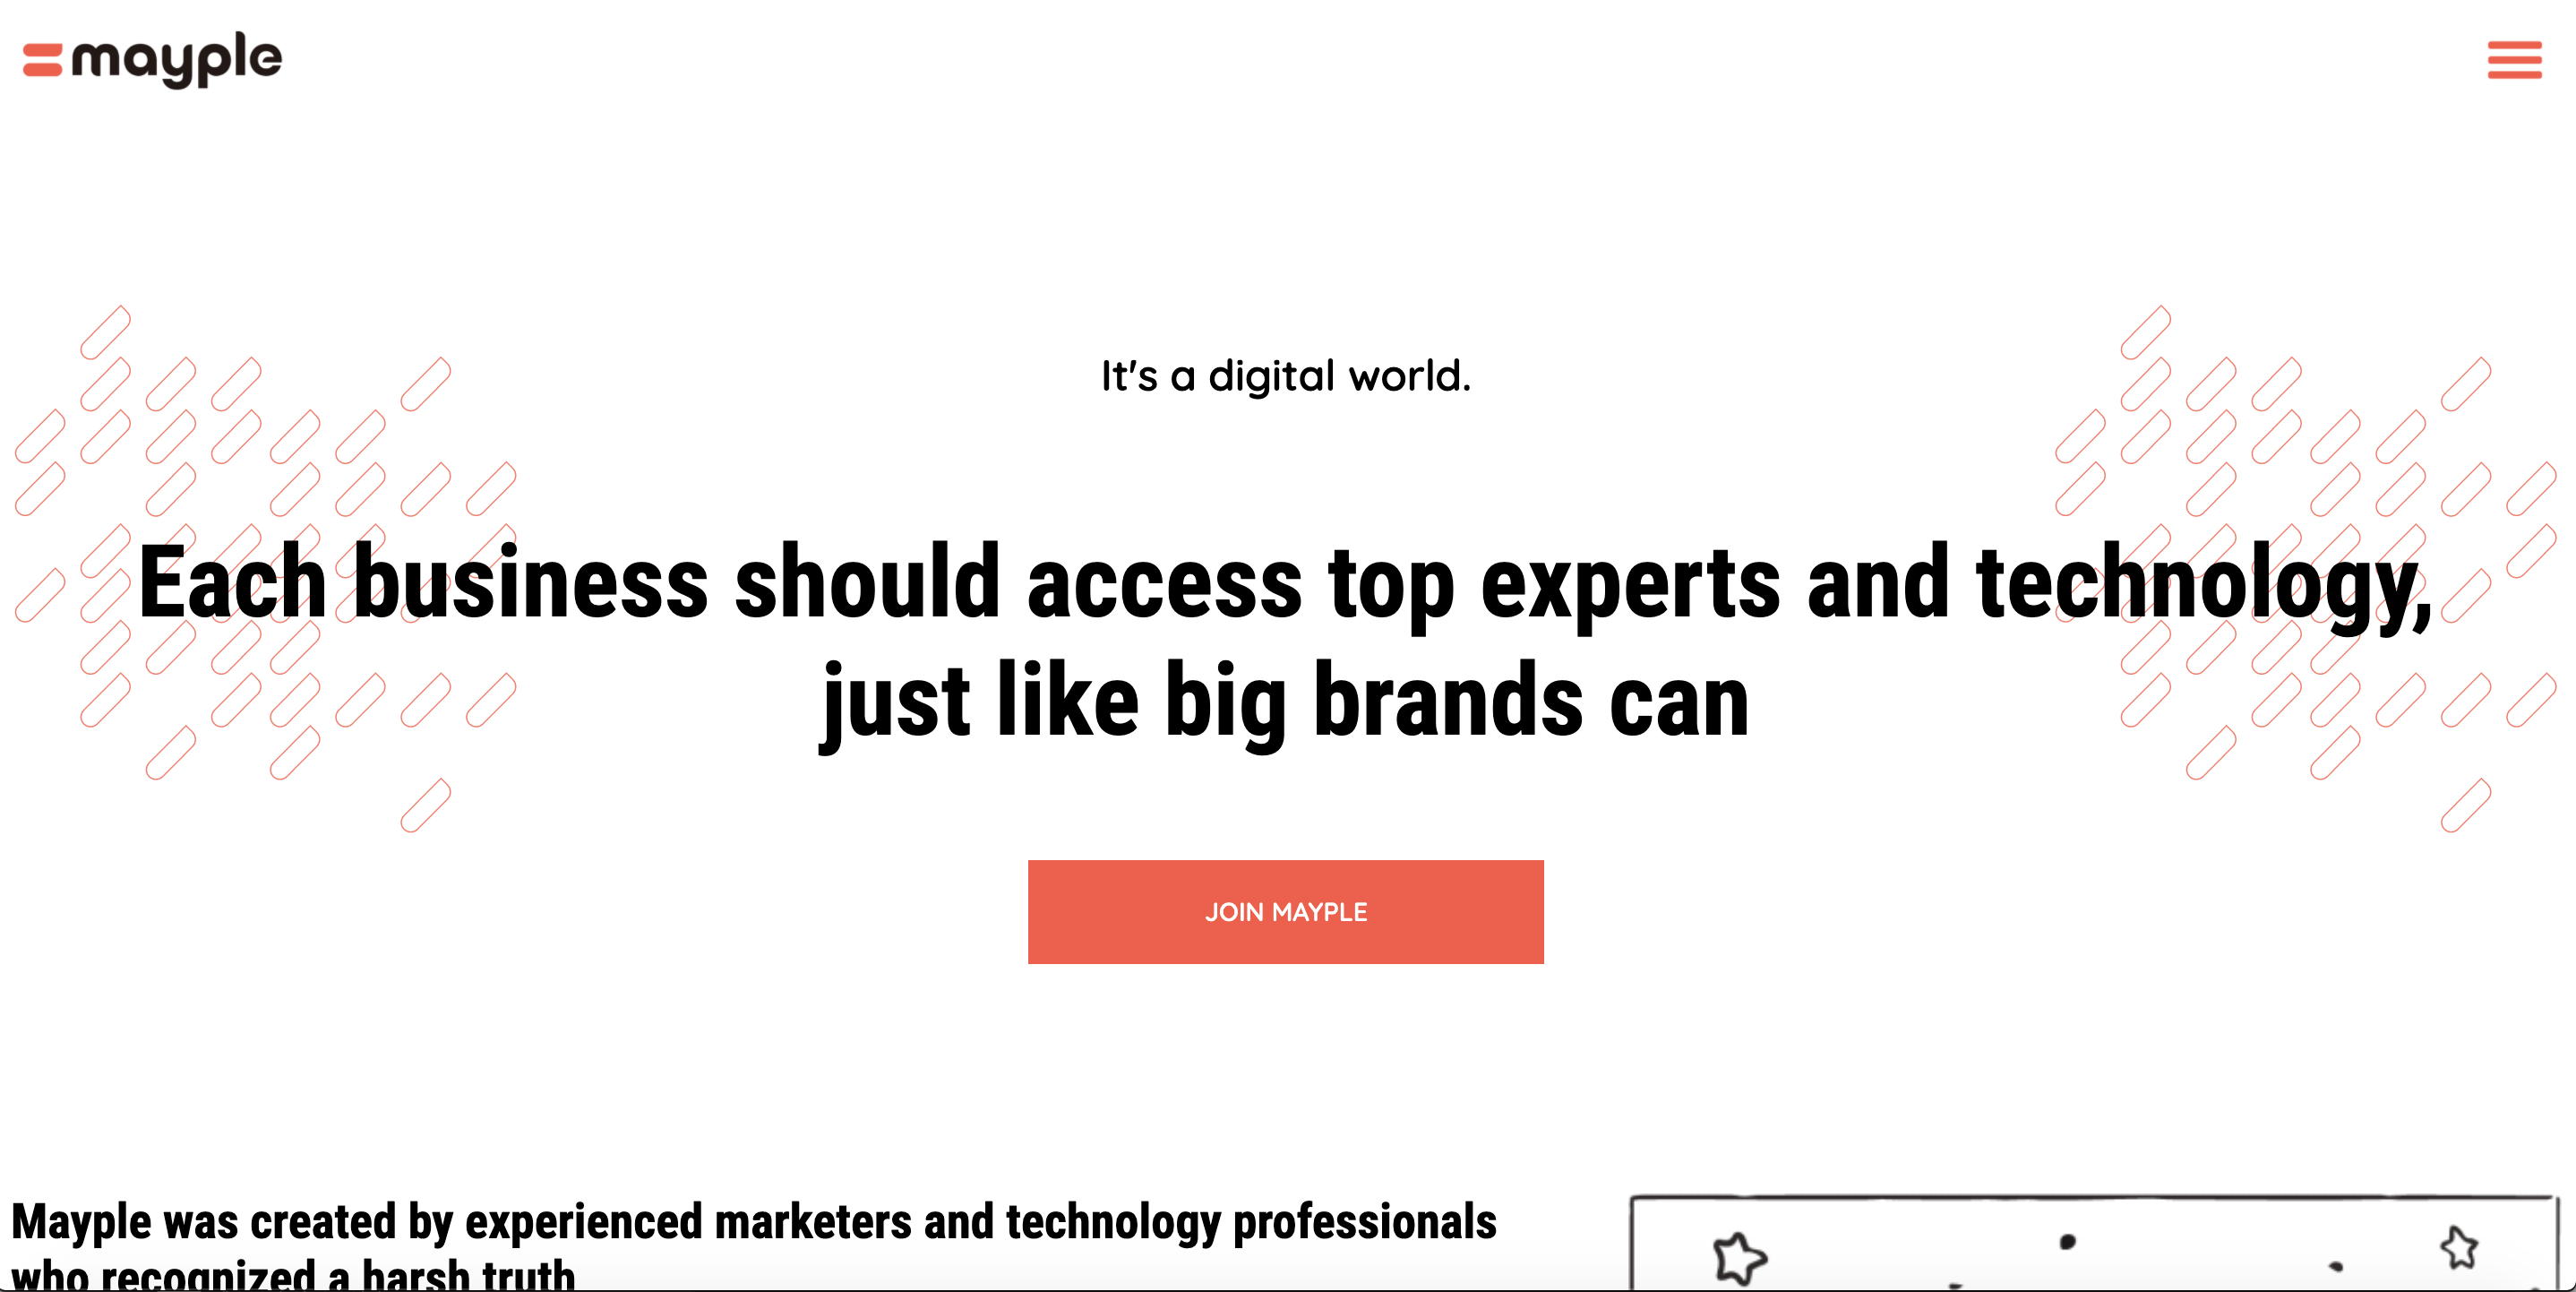 mayple
It's a digital world.
Each business should access top experts and technology,
just like big brands can
JOIN MAYPLE
Mayple was created by experienced marketers and technology professionals
who recognized a harsh truth